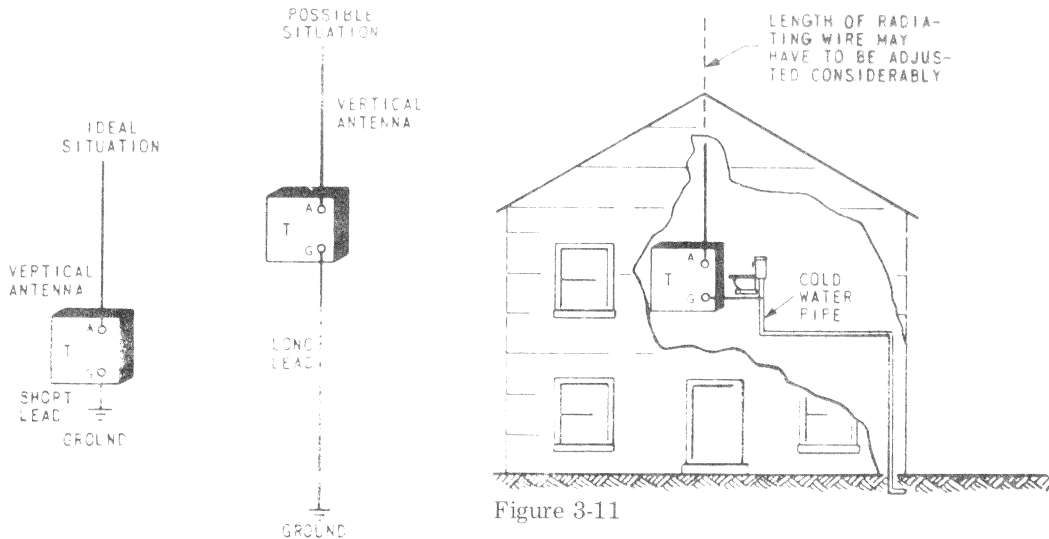 IDEAL
SITUATION
VERTICAL
ANTENNA
A
T
G
SHORT
LEAD
GROUND
POSSIBLE
SITUATION
VERTICAL
ANTENNA
A
T
G
LONG
LEAD
GROUND
LENGTH OF RADIA-
TING WIRE MAY
HAVE TO BE ADJUS-
TED CONSIDERABLY
A
T
G
COLD
WATER
PIPE
Figure 3-11